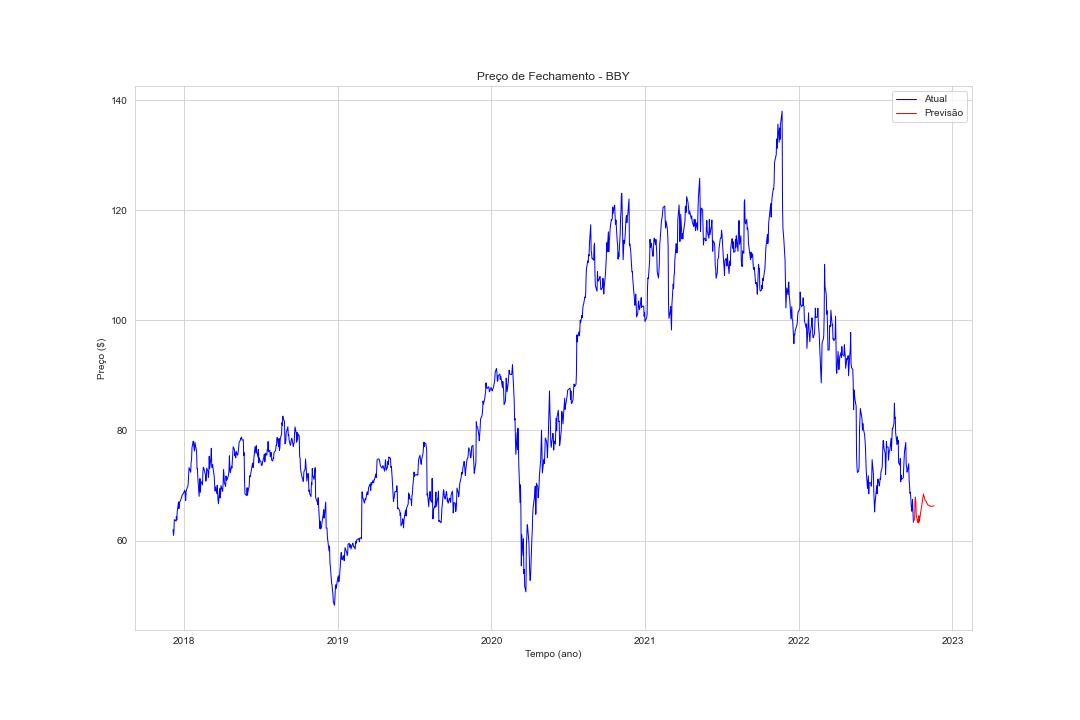 Preço de Fechamento - BBY
Atual
Previsão
140
120
100
80
60
Preço ($)
2018
2019
2020
2021
2022
2023
Tempo (ano)